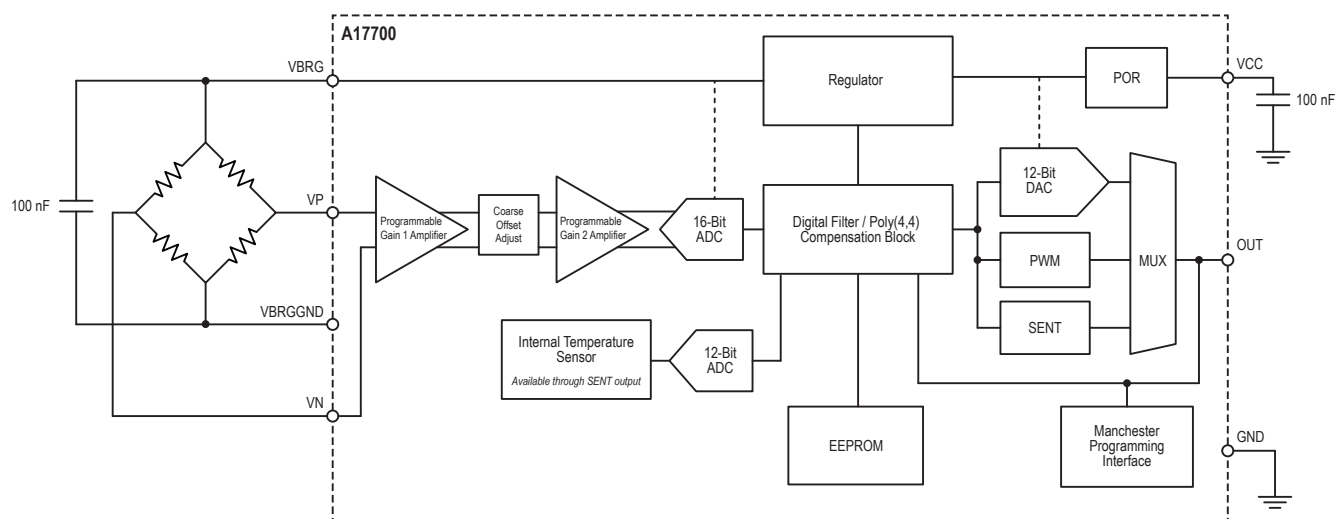 A17700
VBRG
Regulator
POR
VCC
100 nF
100 nF
VP
Programmable
Gain 1 Amplifier
Coarse
Offset
Adjust
Programmable
Gain 2 Amplifier
16-Bit
ADC
Digital Filter / Poly(4,4)
Compensation Block
12-Bit
DAC
PWM
SENT
MUX
OUT
VBRGGND
Internal Temperature
Sensor
Available through SENT output
12-Bit
ADC
VN
EEPROM
Manchester
Programming
Interface
GND